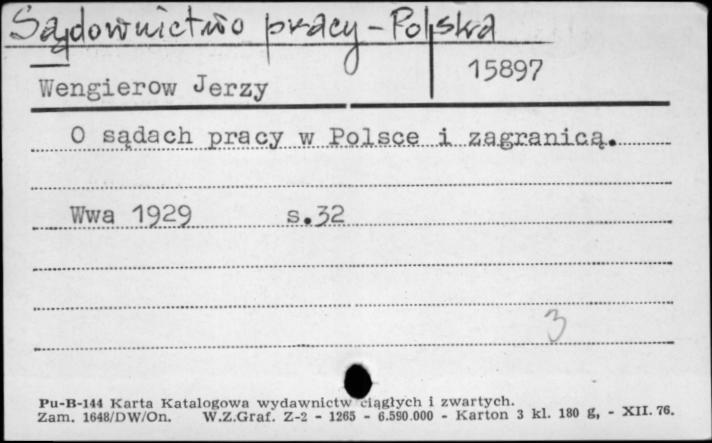 Sądownictwo pracy - Polska
15897
Wengierow Jerzy
O sądach pracy w Polsce i zagranicą.
Wwa 1929 s.32
3
Pu-B-144 Karta Katalogowa wydawnictw ciągłych i zwartych.
Zam. 1648/DW/On. W.Z.Graf. Z-2 - 1265 - 6.590.000 - Karton 3 kl. 180 g, - XII. 76.